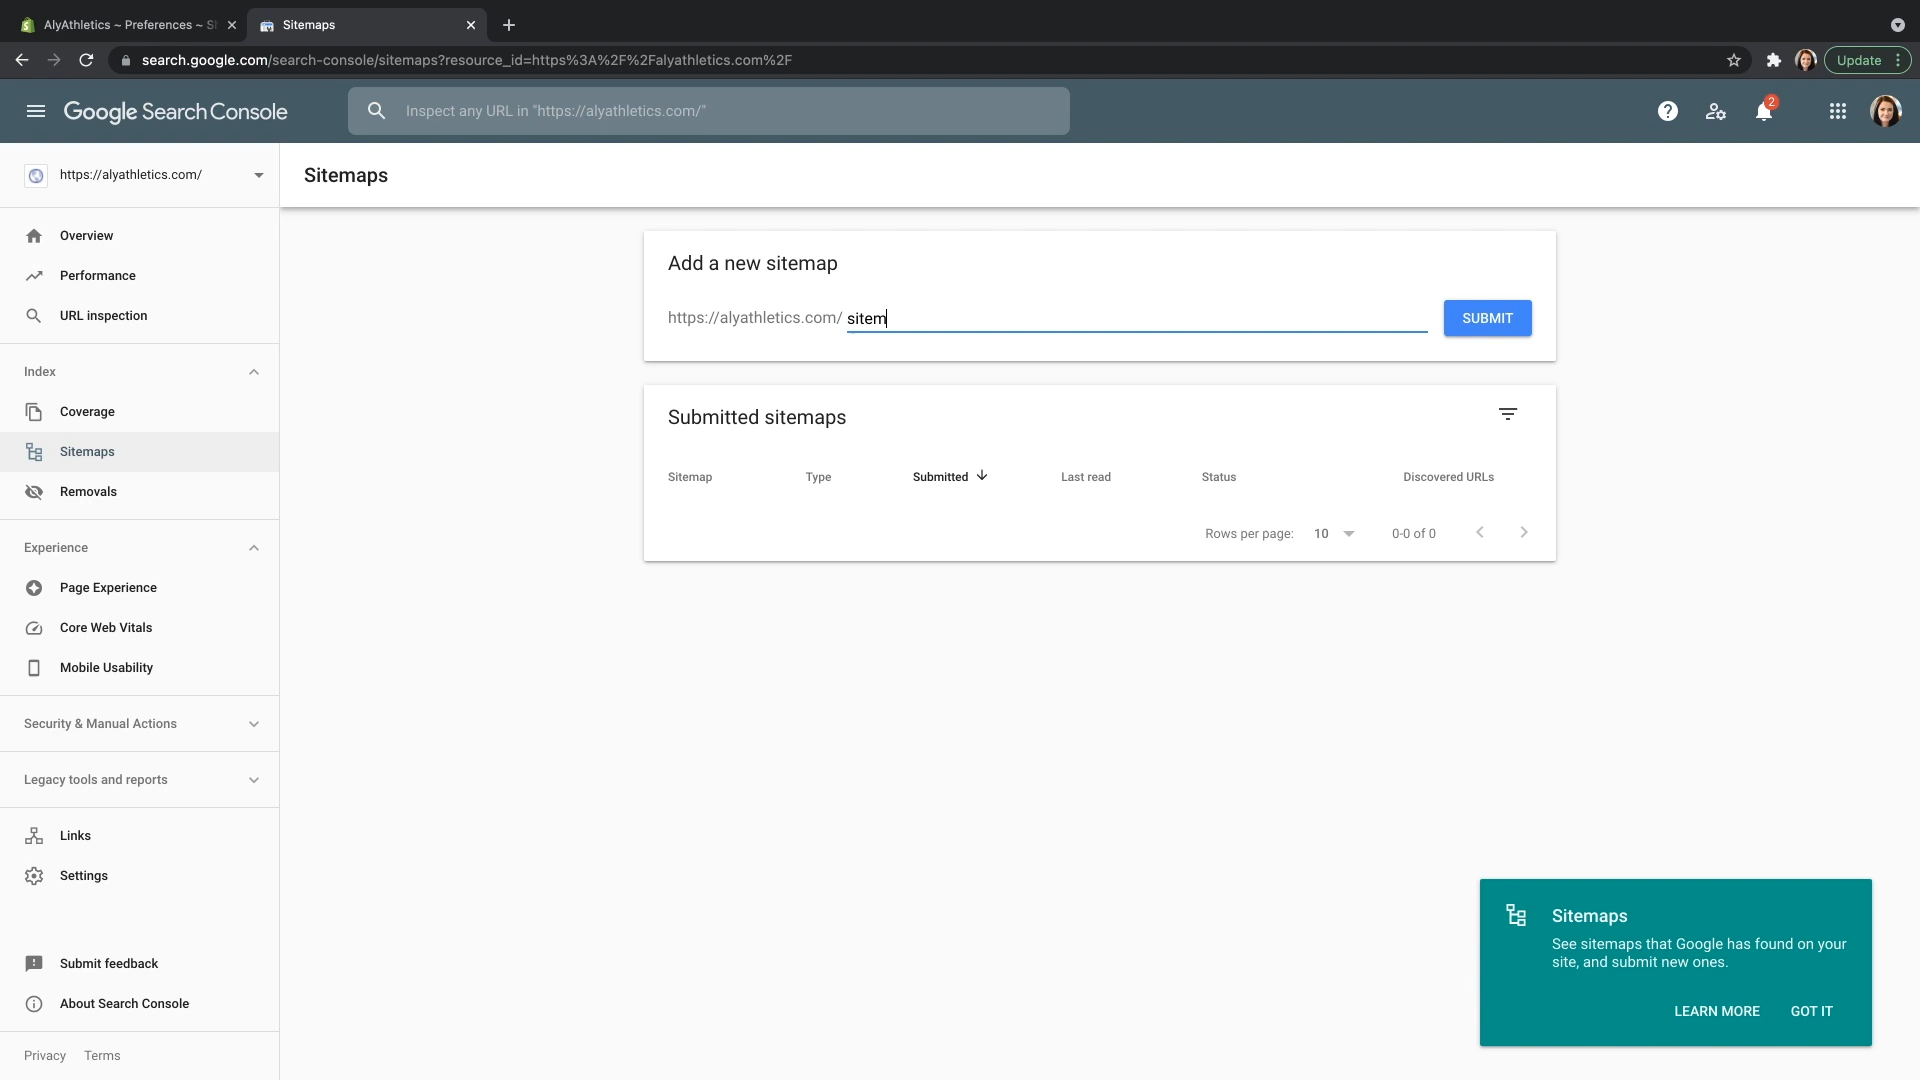 AlyAthletics ~ Preferences ~ S
Sitemaps
search.google.com/search-console/sitemaps?resource_id=https%3A%2F%2Falyathletics.com%2F
Update
Google Search Console
Inspect any URL in "https://alyathletics.com/"
2
https://alyathletics.com/
Sitemaps
Overview
Performance
URL inspection
Index
Coverage
Sitemaps
Removals
Experience
Page Experience
Core Web Vitals
Mobile Usability
Security & Manual Actions
Legacy tools and reports
Links
Settings
Submit feedback
About Search Console
Privacy Terms
Add a new sitemap
https://alyathletics.com/ sitem
SUBMIT
Submitted sitemaps
Sitemap Type Submitted Last read Status Discovered URLs
Rows per page: 10 0-0 of 0
Sitemaps
See sitemaps that Google has found on your
site, and submit new ones.
LEARN MORE GOT IT